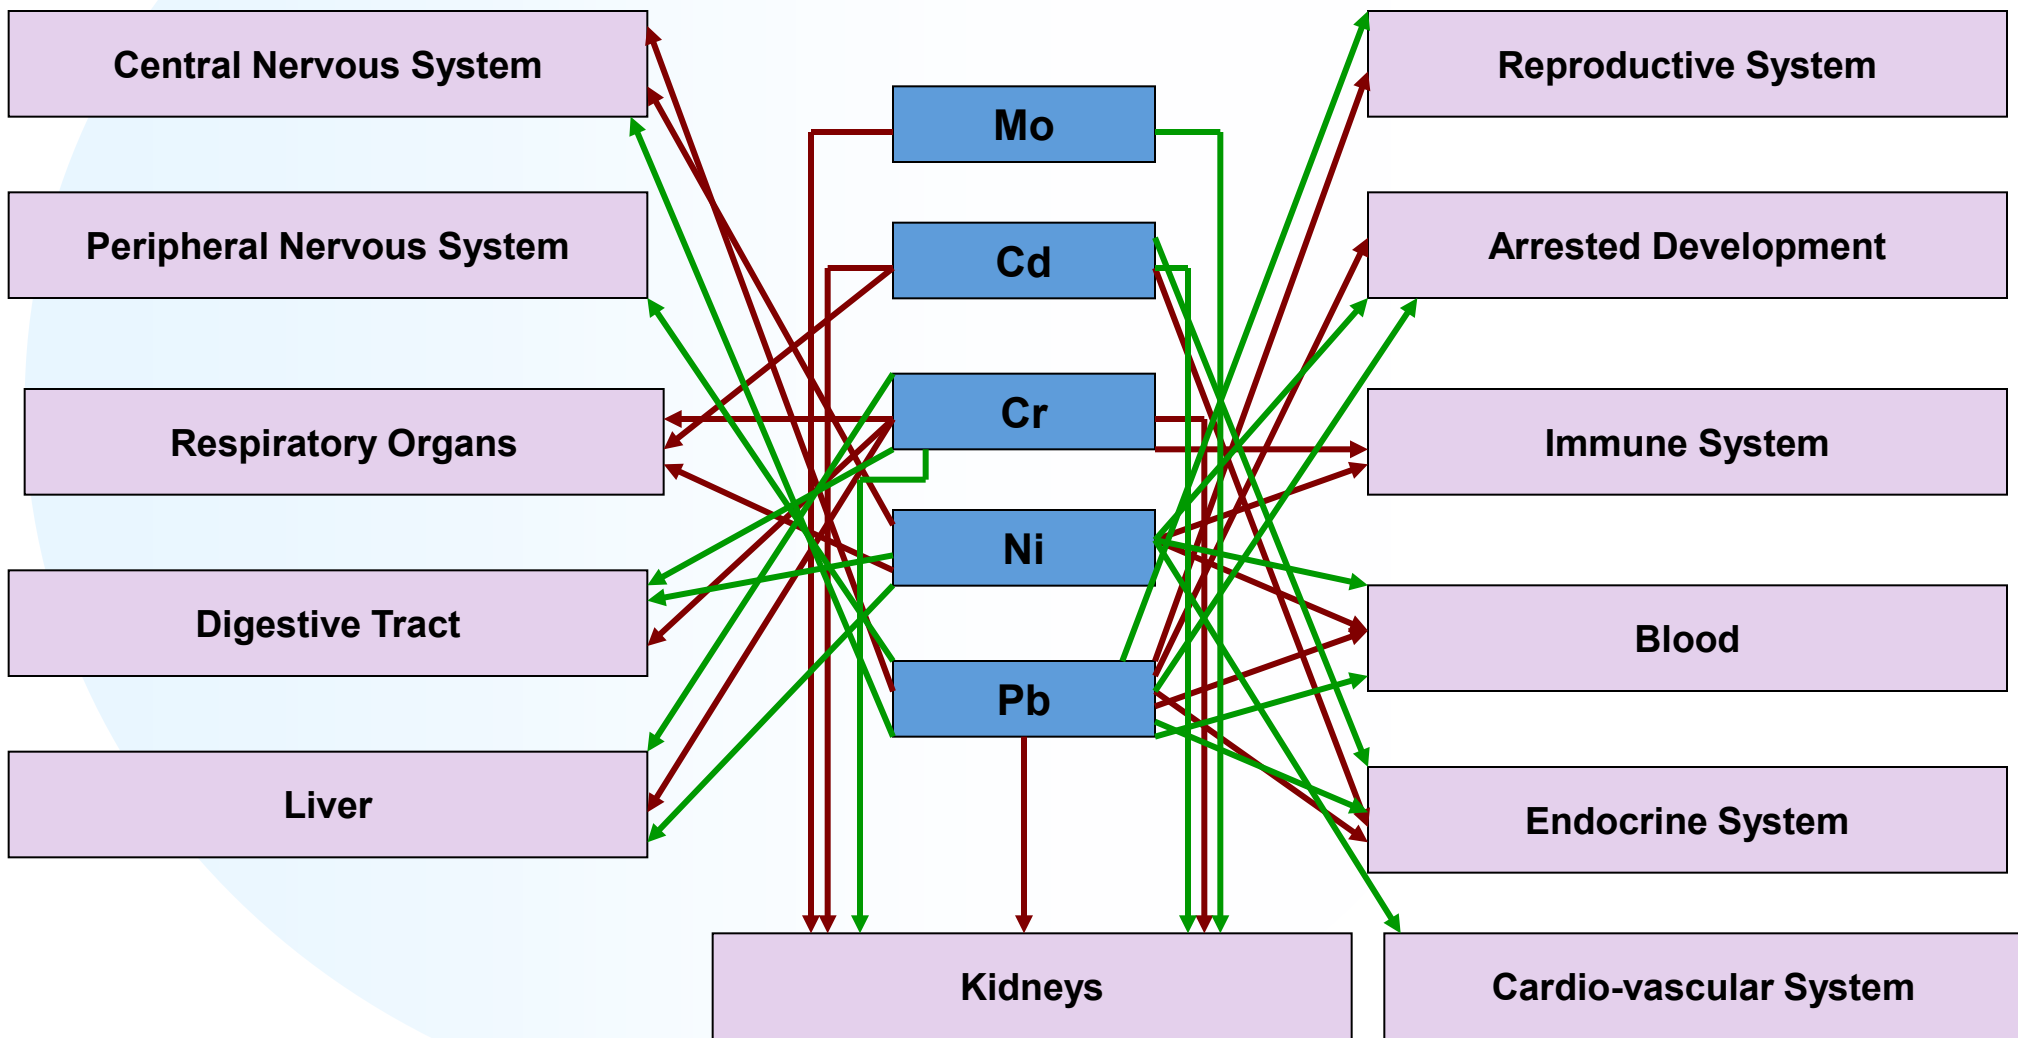 Central Nervous System
Peripheral Nervous System
Respiratory Organs
Digestive Tract
Liver
Mo
Cd
Cr
Ni
Pb
Kidneys
Reproductive System
Arrested Development
Immune System
Blood
Endocrine System
Cardio-vascular System